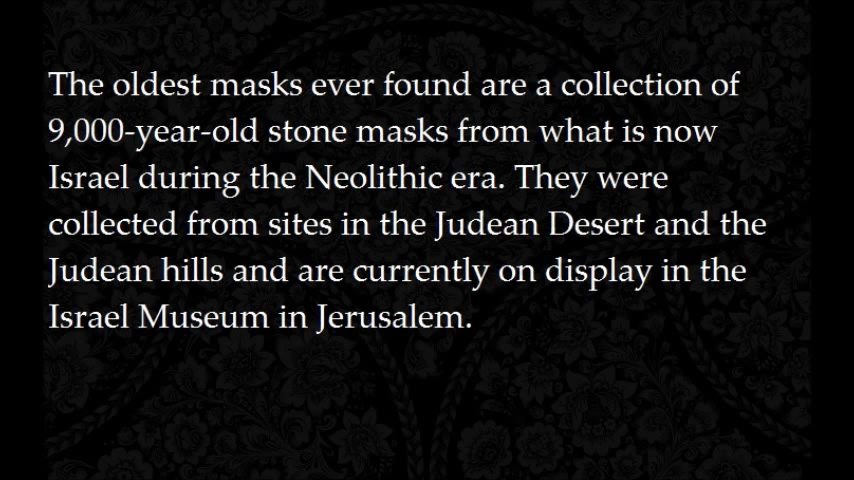 The oldest masks ever found are a collection of
9,000-year-old stone masks from what is now
Israel during the Neolithic era. They were
collected from sites in the Judean Desert and the
Judean hills and are currently on display in the
Israel Museum in Jerusalem.